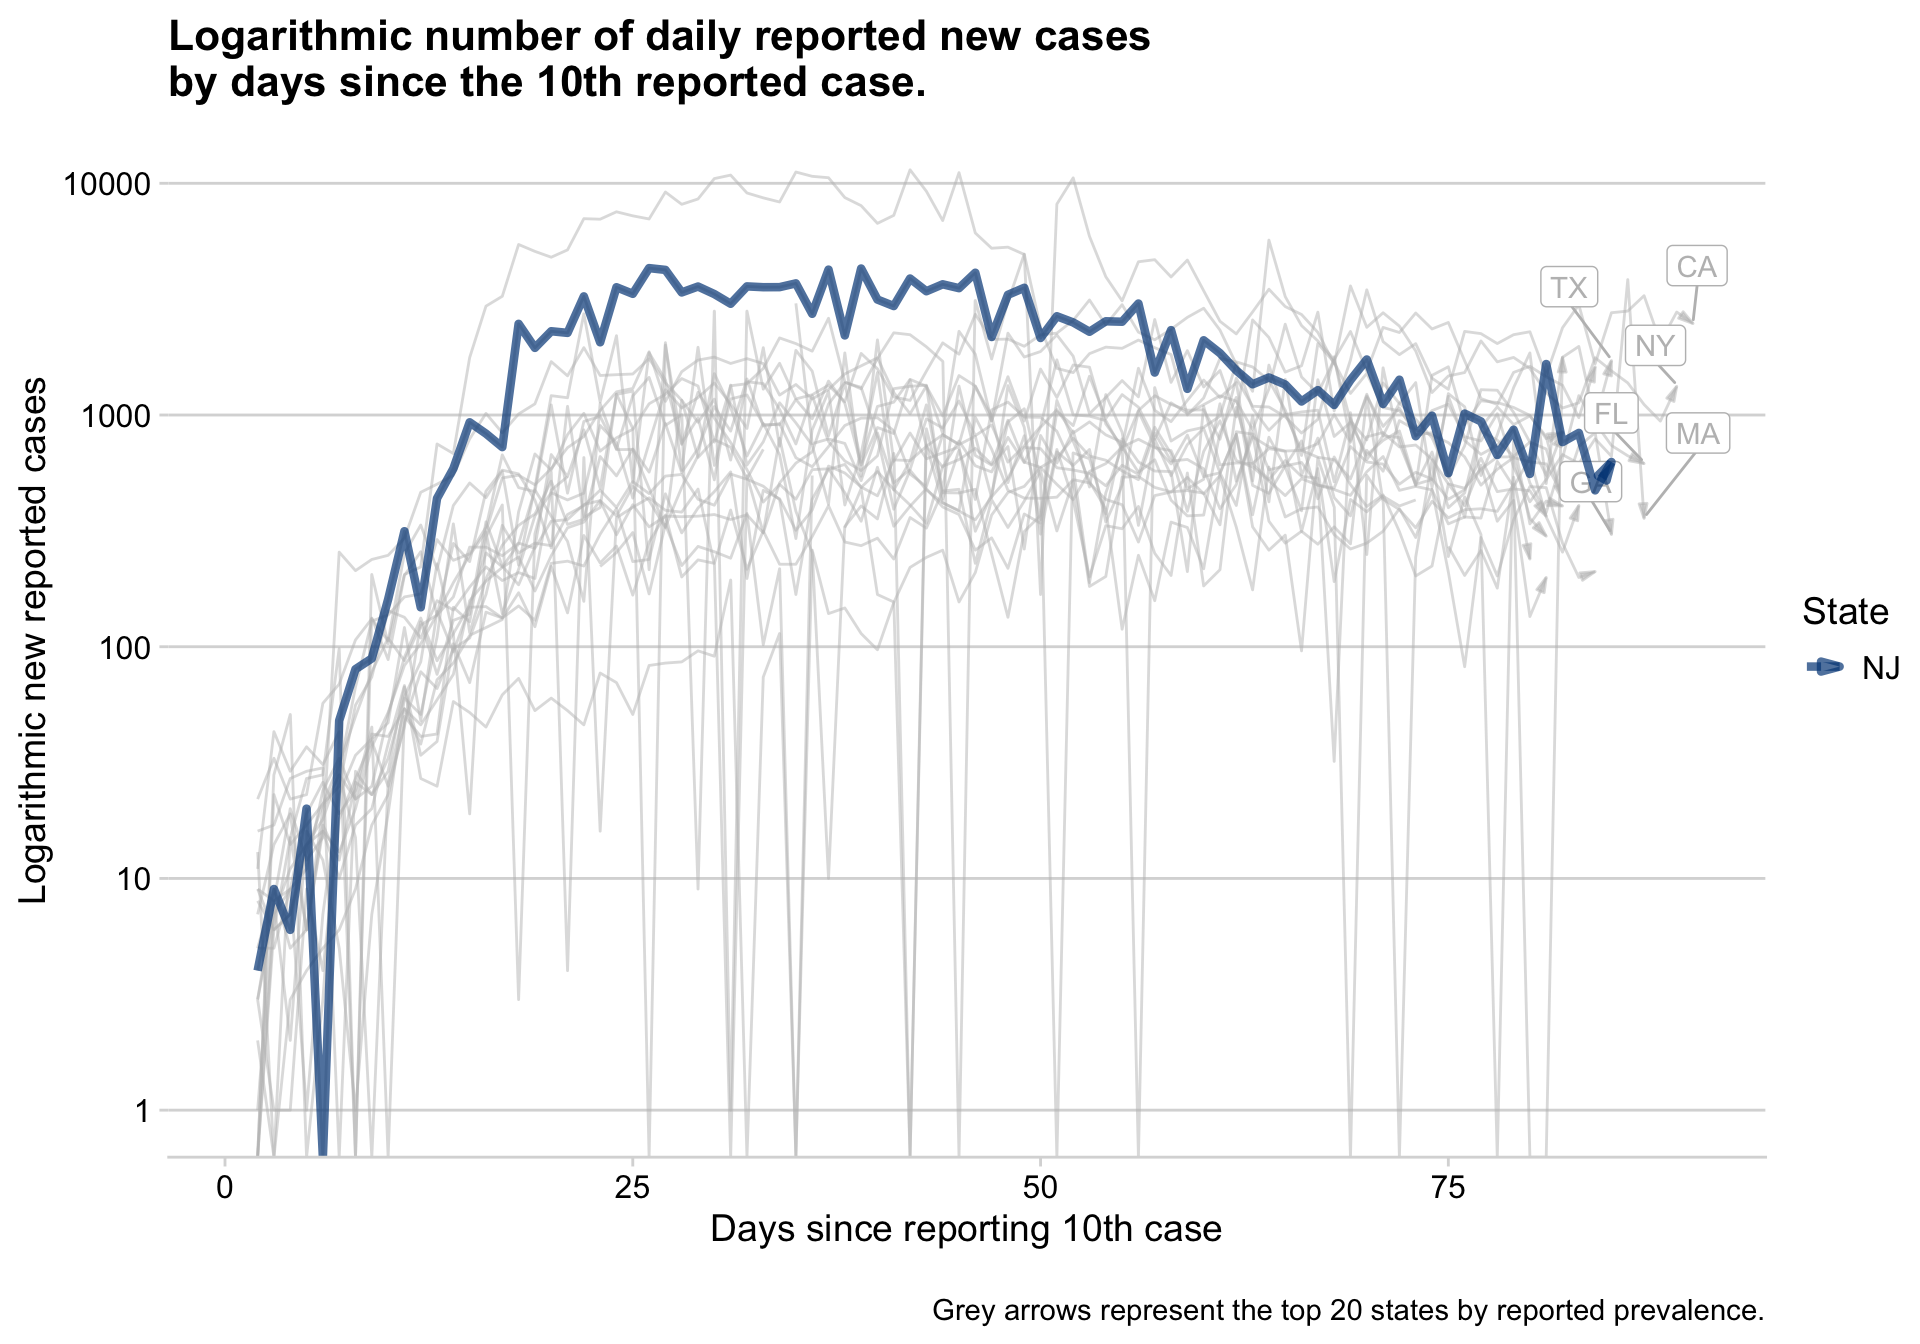 Logarithmic number of daily reported new cases
by days since the 10th reported case.
Logarithmic new reported cases
10000
1000
100
10
1
CA
TX
NY
FL
MA
GA
State
NJ
0
25
50
75
Days since reporting 10th case
Grey arrows represent the top 20 states by reported prevalence.